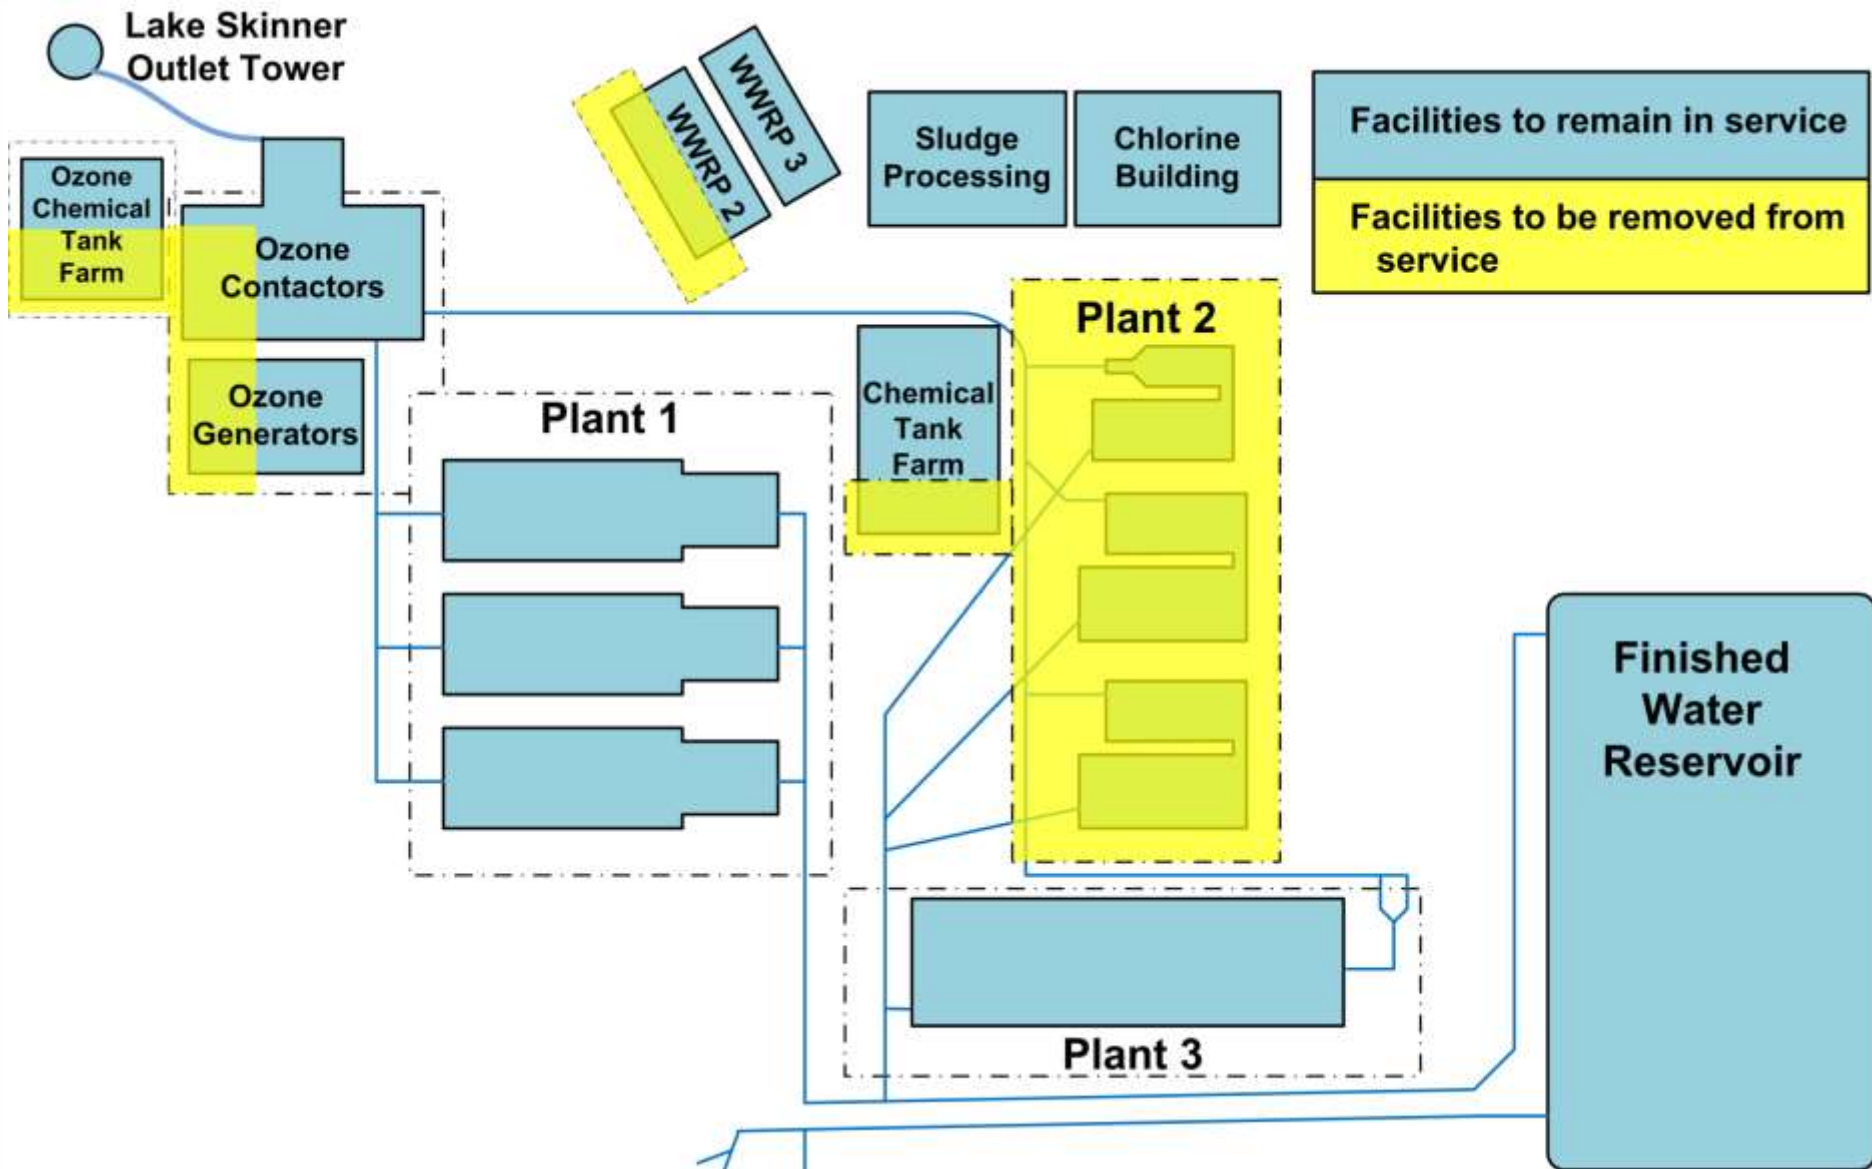 Lake Skinner
Outlet Tower
WWRP 3
WWRP 2
Sludge
Processing
Chlorine
Building
Facilities to remain in service
Facilities to be removed from
service
Ozone
Chemical
Tank
Farm
Ozone
Contactors
Ozone
Generators
Plant 1
Chemical
Tank
Farm
Plant 2
Finished
Water
Reservoir
Plant 3